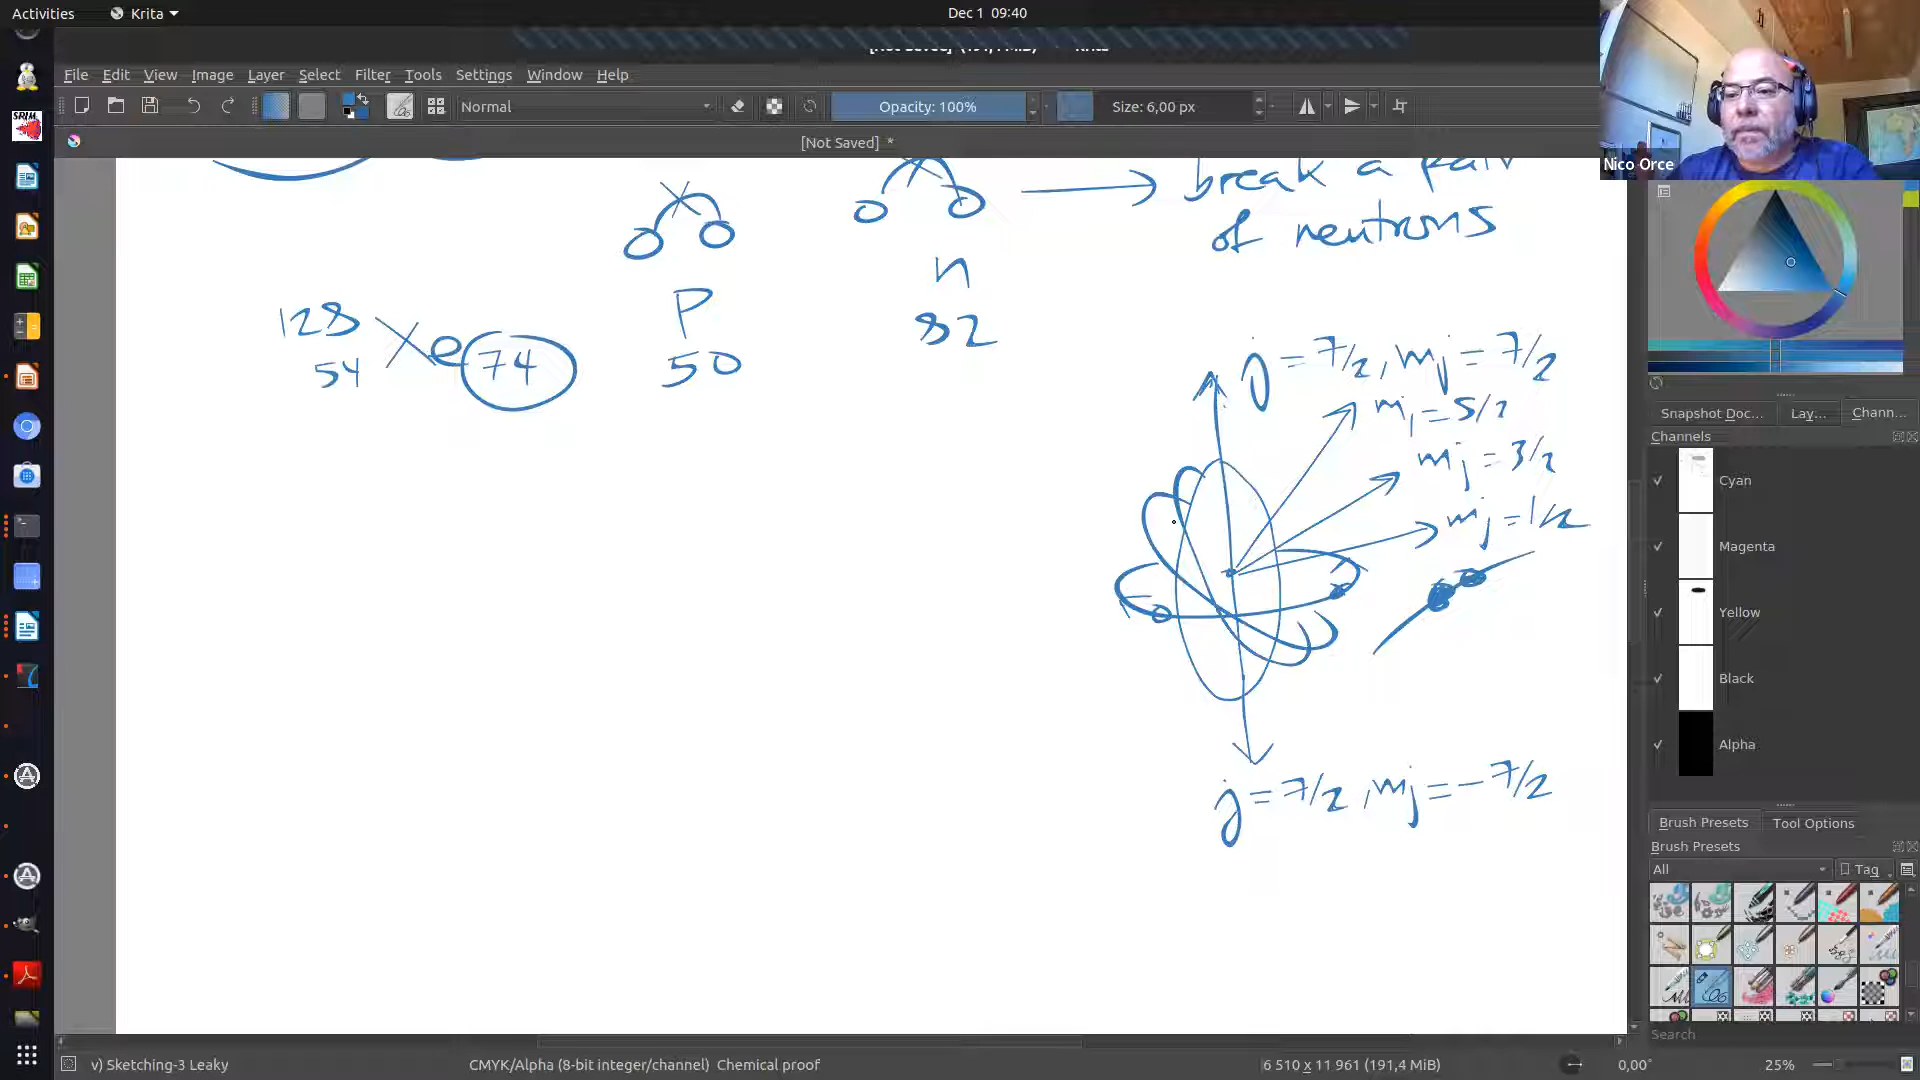 Activities Krita Dec 1 09:40
File Edit View Image Layer Select Filter Tools Settings Window Help
SRIM Normal Opacity: 100% Size: 6,00 px
[Not Saved] *
Nico Orce
break a pair
of neutrons
n
P
82
50
128
54
Xe
74
j = 7/2, mj = 7/2
mj = 5/2
mj = 3/2
mj = 1/2
j = 7/2, mj = -7/2
Snapshot Doc... Lay... Chann...
Channels
Cyan
Magenta
Yellow
Black
Alpha
Brush Presets Tool Options
Brush Presets
All Tag
Search
v) Sketching-3 Leaky CMYK/Alpha (8-bit integer/channel) Chemical proof 6 510 x 11 961 (191,4 MiB) 0,00° 25%